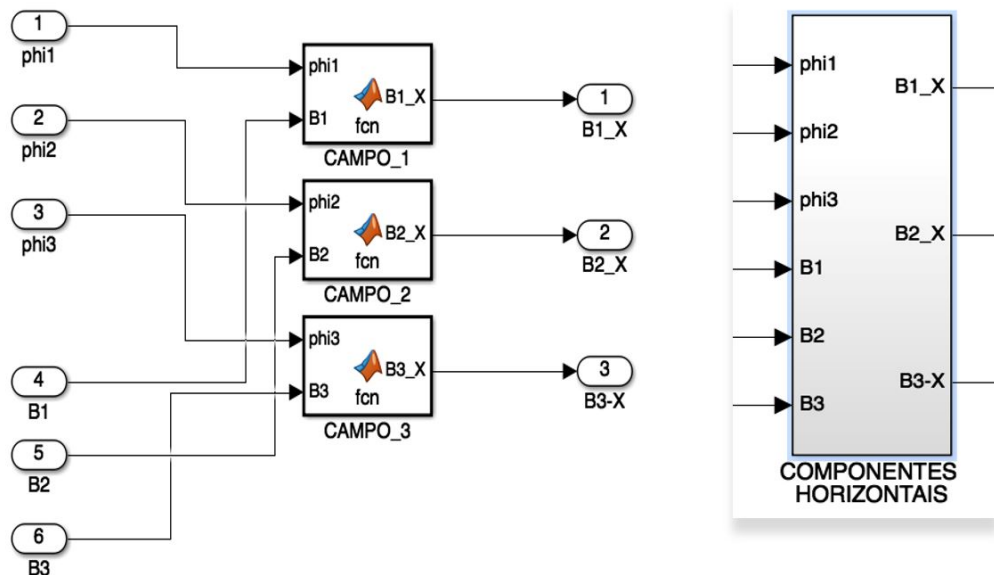 1
phi1
2
phi2
3
phi3
4
B1
5
B2
6
B3
phi1
B1
B1_X
fcn
CAMPO_1
phi2
B2
B2_X
fcn
CAMPO_2
phi3
B3
B3_X
fcn
CAMPO_3
1
B1_X
2
B2_X
3
B3-X
phi1
phi2
phi3
B1
B2
B3
B1_X
B2_X
B3-X
COMPONENTES
HORIZONTAIS